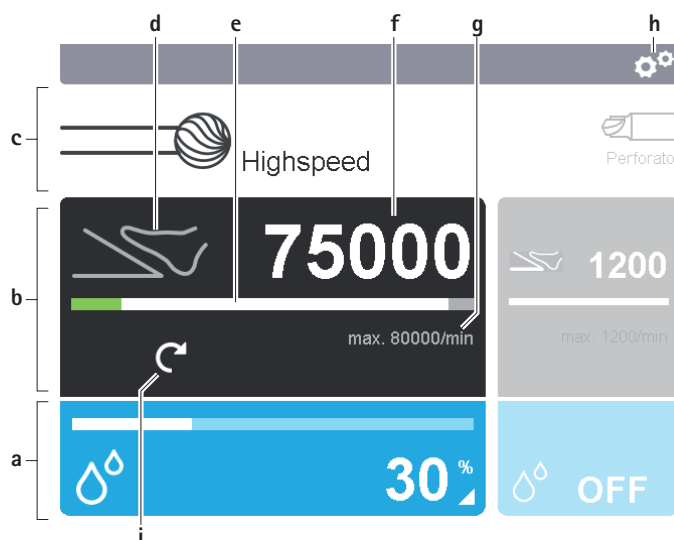 d e f g h
c
Highspeed
Perforato
b
75000
1200
max. 80000/min
max. 1200/min
a
30 %
OFF
i